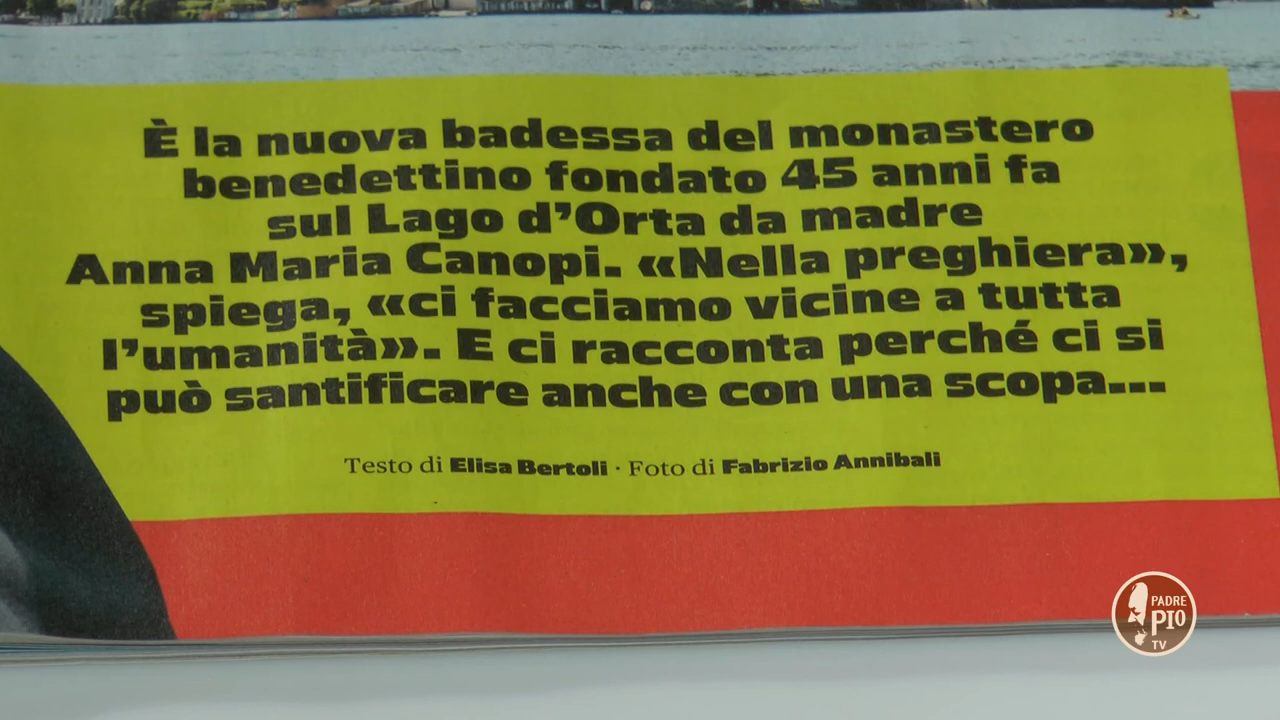 È la nuova badessa del monastero
benedettino fondato 45 anni fa
sul Lago d’Orta da madre
Anna Maria Canopi. «Nella preghiera»,
spiega, «ci facciamo vicine a tutta
l’umanità». E ci racconta perché ci si
può santificare anche con una scopa...
Testo di Elisa Bertoli · Foto di Fabrizio Annibali
PADRE
PIO
TV